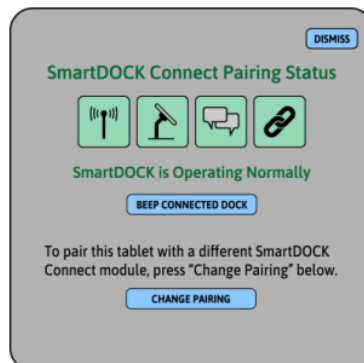 DISMISS
SmartDOCK Connect Pairing Status
SmartDOCK is Operating Normally
BEEP CONNECTED DOCK
To pair this tablet with a different SmartDOCK
Connect module, press “Change Pairing” below.
CHANGE PAIRING